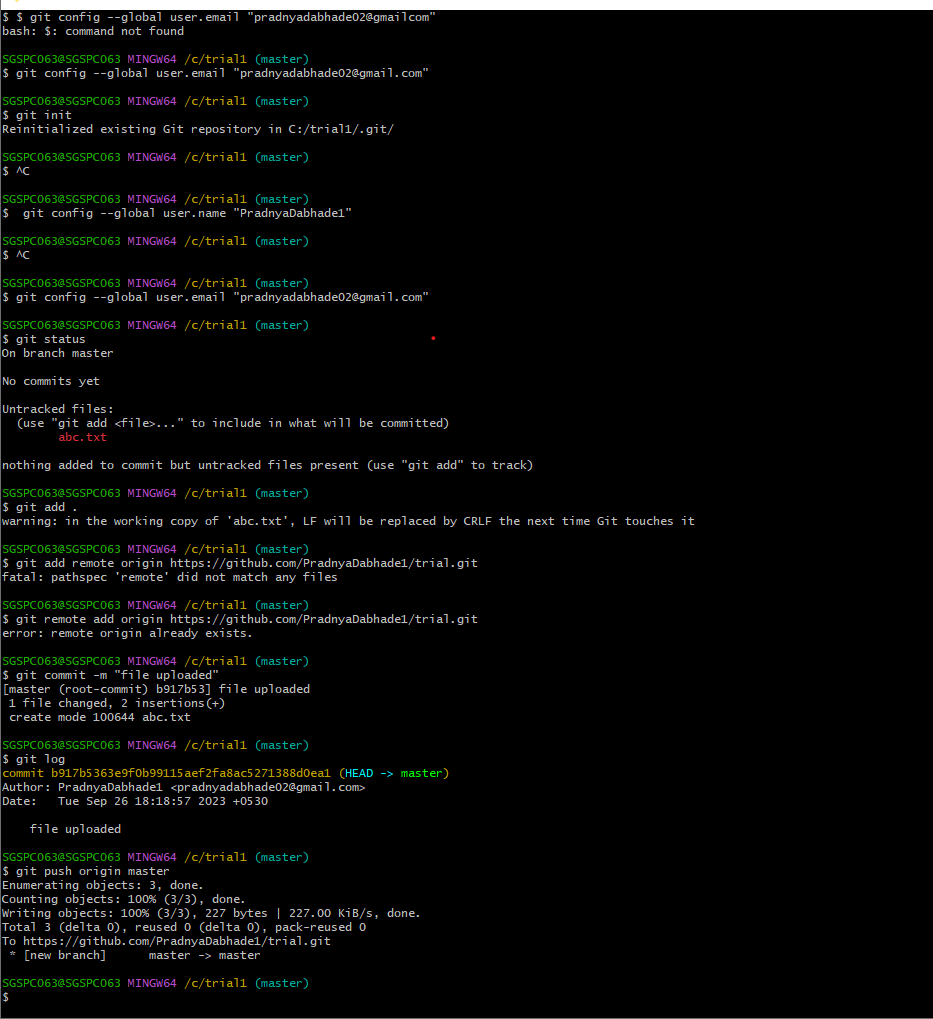 $ $ git config --global user.email "pradnyadabhade02@gmailcom"
bash: $: command not found
SGSPC063@SGSPC063 MINGW64 /c/trial1 (master)
$ git config --global user.email "pradnyadabhade02@gmail.com"
SGSPC063@SGSPC063 MINGW64 /c/trial1 (master)
$ git init
Reinitialized existing Git repository in C:/trial1/.git/
SGSPC063@SGSPC063 MINGW64 /c/trial1 (master)
$ ^C
SGSPC063@SGSPC063 MINGW64 /c/trial1 (master)
$  git config --global user.name "PradnyaDabhade1"
SGSPC063@SGSPC063 MINGW64 /c/trial1 (master)
$ ^C
SGSPC063@SGSPC063 MINGW64 /c/trial1 (master)
$ git config --global user.email "pradnyadabhade02@gmail.com"
SGSPC063@SGSPC063 MINGW64 /c/trial1 (master)
$ git status
On branch master
No commits yet
Untracked files:
  (use "git add <file>..." to include in what will be committed)
        abc.txt
nothing added to commit but untracked files present (use "git add" to track)
SGSPC063@SGSPC063 MINGW64 /c/trial1 (master)
$ git add .
warning: in the working copy of 'abc.txt', LF will be replaced by CRLF the next time Git touches it
SGSPC063@SGSPC063 MINGW64 /c/trial1 (master)
$ git add remote origin https://github.com/PradnyaDabhade1/trial.git
fatal: pathspec 'remote' did not match any files
SGSPC063@SGSPC063 MINGW64 /c/trial1 (master)
$ git remote add origin https://github.com/PradnyaDabhade1/trial.git
error: remote origin already exists.
SGSPC063@SGSPC063 MINGW64 /c/trial1 (master)
$ git commit -m "file uploaded"
[master (root-commit) b917b53] file uploaded
 1 file changed, 2 insertions(+)
 create mode 100644 abc.txt
SGSPC063@SGSPC063 MINGW64 /c/trial1 (master)
$ git log
commit b917b5363e9f0b99115aef2fa8ac5271388d0ea1 (HEAD -> master)
Author: PradnyaDabhade1 <pradnyadabhade02@gmail.com>
Date:   Tue Sep 26 18:18:57 2023 +0530
    file uploaded
SGSPC063@SGSPC063 MINGW64 /c/trial1 (master)
$ git push origin master
Enumerating objects: 3, done.
Counting objects: 100% (3/3), done.
Writing objects: 100% (3/3), 227 bytes | 227.00 KiB/s, done.
Total 3 (delta 0), reused 0 (delta 0), pack-reused 0
To https://github.com/PradnyaDabhade1/trial.git
 * [new branch]      master -> master
SGSPC063@SGSPC063 MINGW64 /c/trial1 (master)
$